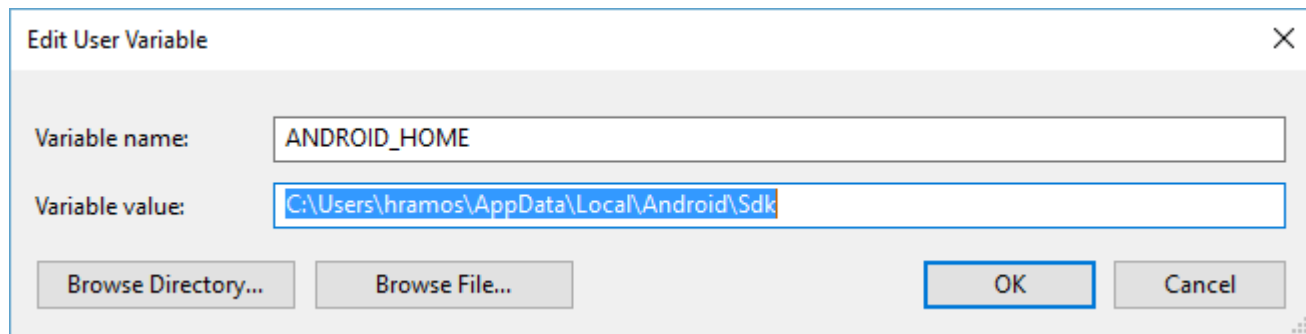 Edit User Variable
Variable name: ANDROID_HOME
Variable value: C:\Users\hramos\AppData\Local\Android\Sdk
Browse Directory... Browse File... OK Cancel